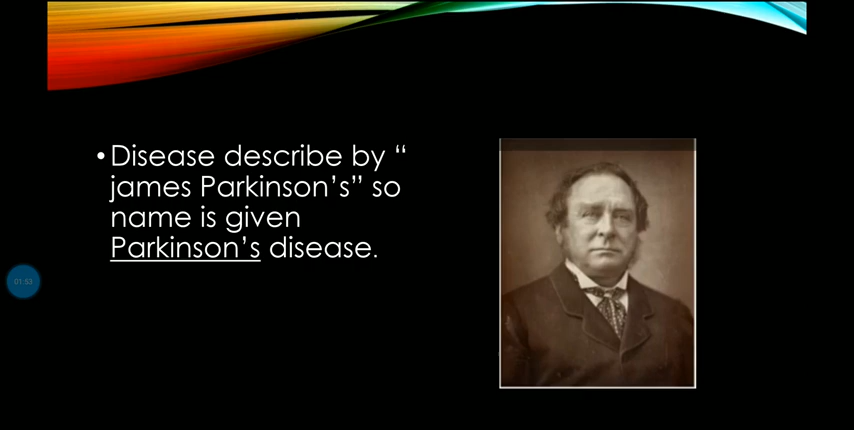 • Disease describe by “
james Parkinson’s” so
name is given
Parkinson’s disease.
01:53